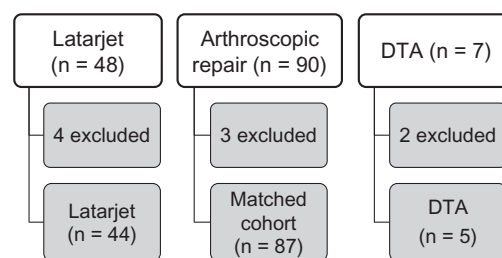 Latarjet
(n = 48)
Arthroscopic
repair (n = 90)
DTA (n = 7)
4 excluded
3 excluded
2 excluded
Latarjet
(n = 44)
Matched
cohort
(n = 87)
DTA
(n = 5)